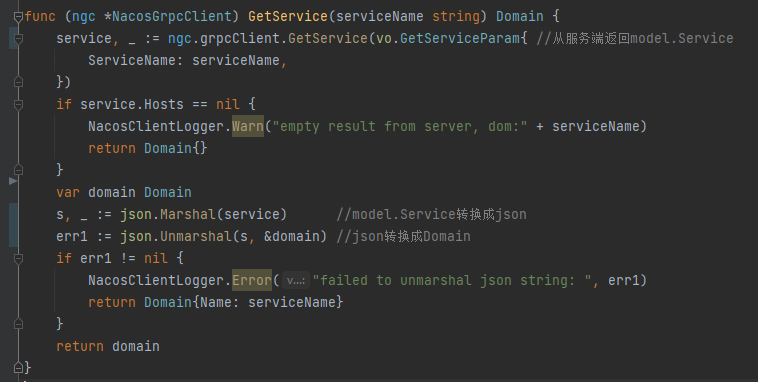 func (ngc *NacosGrpcClient) GetService(serviceName string) Domain {
    service, _ := ngc.grpcClient.GetService(vo.GetServiceParam{ //从服务端返回model.Service
        ServiceName: serviceName,
    })
    if service.Hosts == nil {
        NacosClientLogger.Warn("empty result from server, dom:" + serviceName)
        return Domain{}
    }
    var domain Domain
    s, _ := json.Marshal(service)      //model.Service转换成json
    err1 := json.Unmarshal(s, &domain) //json转换成Domain
    if err1 != nil {
        NacosClientLogger.Error( v...: "failed to unmarshal json string: ", err1)
        return Domain{Name: serviceName}
    }
    return domain
}